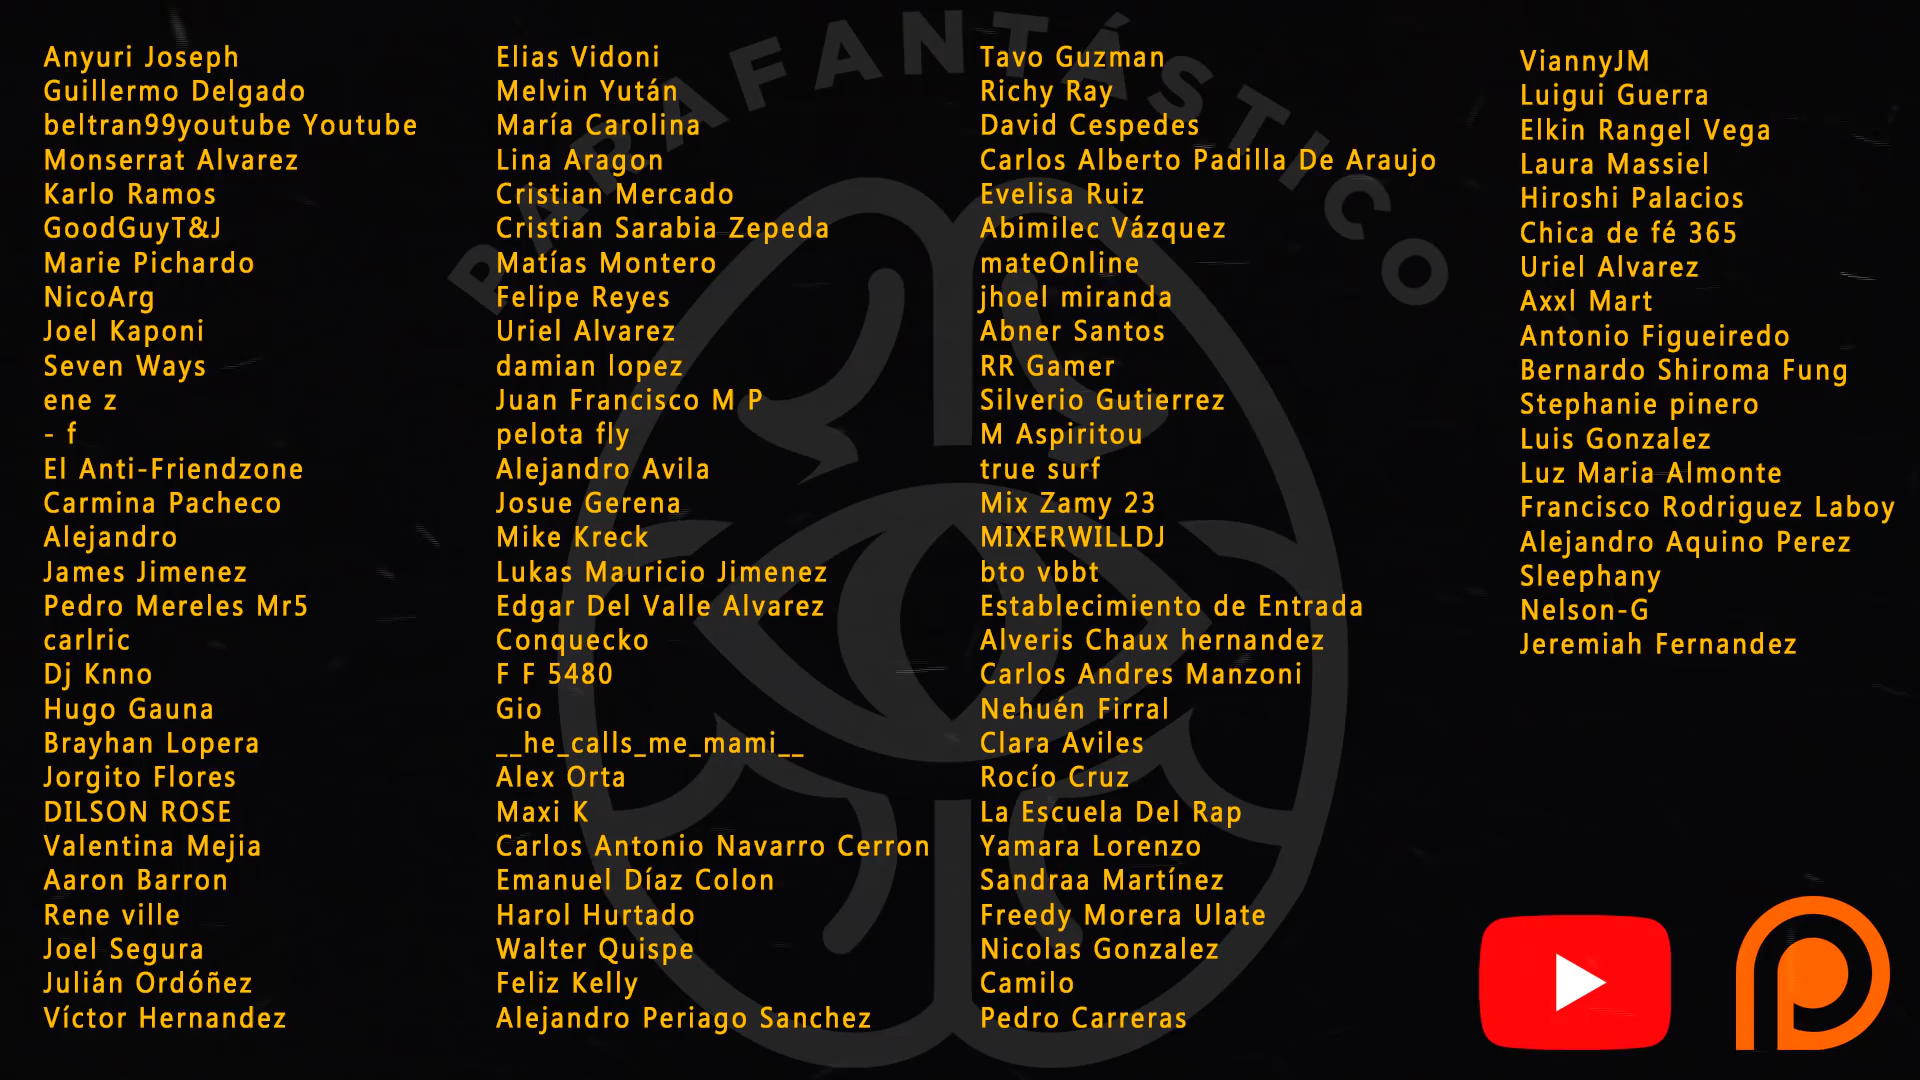 PARAFANTÁSTICO
Anyuri Joseph
Guillermo Delgado
beltran99youtube Youtube
Monserrat Alvarez
Karlo Ramos
GoodGuyT&J
Marie Pichardo
NicoArg
Joel Kaponi
Seven Ways
ene z
- f
El Anti-Friendzone
Carmina Pacheco
Alejandro
James Jimenez
Pedro Mereles Mr5
carlric
Dj Knno
Hugo Gauna
Brayhan Lopera
Jorgito Flores
DILSON ROSE
Valentina Mejia
Aaron Barron
Rene ville
Joel Segura
Julián Ordóñez
Víctor Hernandez
Elias Vidoni
Melvin Yután
María Carolina
Lina Aragon
Cristian Mercado
Cristian Sarabia Zepeda
Matías Montero
Felipe Reyes
Uriel Alvarez
damian lopez
Juan Francisco M P
pelota fly
Alejandro Avila
Josue Gerena
Mike Kreck
Lukas Mauricio Jimenez
Edgar Del Valle Alvarez
Conquecko
F F 5480
Gio
__he_calls_me_mami__
Alex Orta
Maxi K
Carlos Antonio Navarro Cerron
Emanuel Díaz Colon
Harol Hurtado
Walter Quispe
Feliz Kelly
Alejandro Periago Sanchez
Tavo Guzman
Richy Ray
David Cespedes
Carlos Alberto Padilla De Araujo
Evelisa Ruiz
Abimilec Vázquez
mateOnline
jhoel miranda
Abner Santos
RR Gamer
Silverio Gutierrez
M Aspiritou
true surf
Mix Zamy 23
MIXERWILLDJ
bto vbbt
Establecimiento de Entrada
Alveris Chaux hernandez
Carlos Andres Manzoni
Nehuén Firral
Clara Aviles
Rocío Cruz
La Escuela Del Rap
Yamara Lorenzo
Sandraa Martínez
Freedy Morera Ulate
Nicolas Gonzalez
Camilo
Pedro Carreras
ViannyJM
Luigui Guerra
Elkin Rangel Vega
Laura Massiel
Hiroshi Palacios
Chica de fé 365
Uriel Alvarez
Axxl Mart
Antonio Figueiredo
Bernardo Shiroma Fung
Stephanie pinero
Luis Gonzalez
Luz Maria Almonte
Francisco Rodriguez Laboy
Alejandro Aquino Perez
Sleephany
Nelson-G
Jeremiah Fernandez